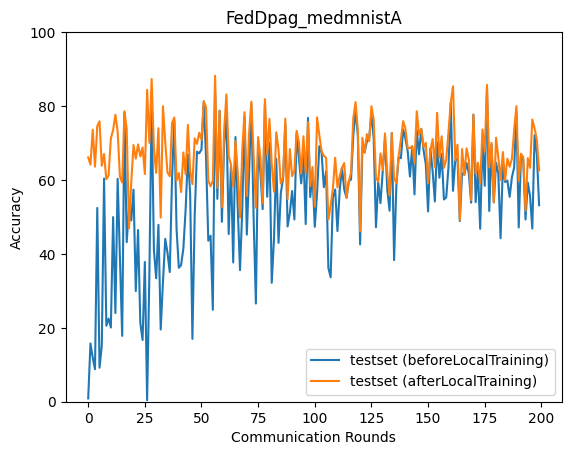 FedDpag_medmnistA
100
80
60
40
20
0
Accuracy
0 25 50 75 100 125 150 175 200
Communication Rounds
testset (beforeLocalTraining)
testset (afterLocalTraining)